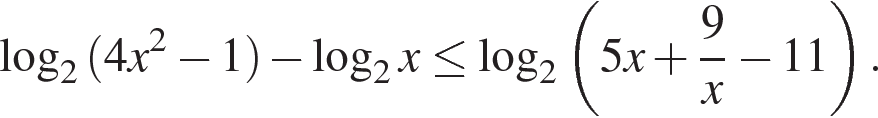 log₂ (4x² − 1) − log₂ x ≤ log₂ (5x + 9/x − 11).